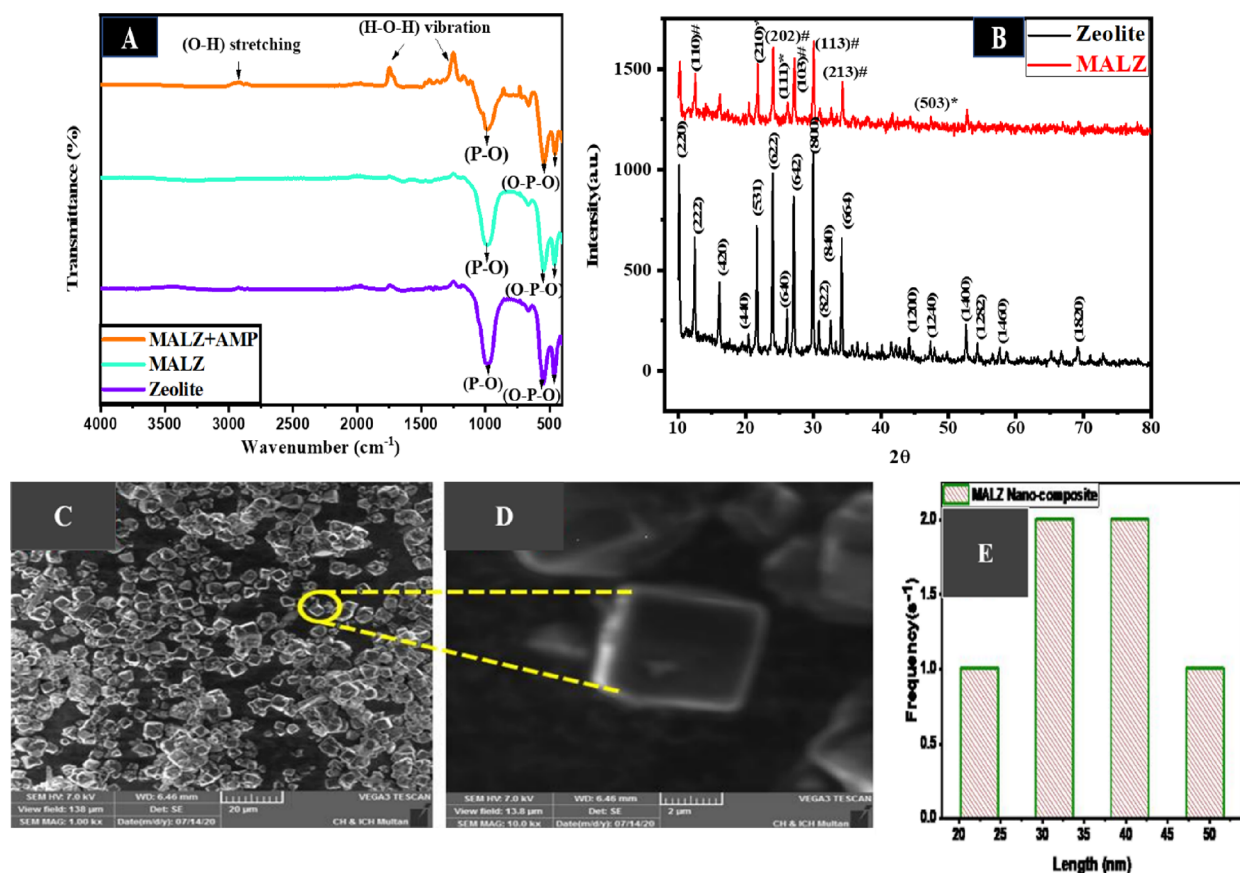 A
(O-H) stretching
(H-O-H) vibration
(P-O)
(O-P-O)
(P-O)
(O-P-O)
(P-O)
(O-P-O)
MALZ+AMP
MALZ
Zeolite
Transmittance (%)
4000 3500 3000 2500 2000 1500 1000 500
Wavenumber (cm-1)
B
Zeolite
MALZ
(110)#
(210)*
(202)#
(111)*
(103)#
(113)#
(213)#
(503)*
(220)
(222)
(420)
(440)
(531)
(622)
(640)
(642)
(800)
(822)
(840)
(664)
(1200)
(1240)
(1400)
(1282)
(1460)
(1820)
Intensity(a.u.)
1500
1000
500
0
10 20 30 40 50 60 70 80
2θ
C
SEM HV: 7.0 kV WD: 6.46 mm VEGA3 TESCAN
View field: 138 µm Det: SE 20 µm
SEM MAG: 1.00 kx Date(m/d/y): 07/14/20 CH & ICH Multan
D
SEM HV: 7.0 kV WD: 6.46 mm VEGA3 TESCAN
View field: 13.8 µm Det: SE 2 µm
SEM MAG: 10.0 kx Date(m/d/y): 07/14/20 CH & ICH Multan
MALZ Nano-composite
E
Frequency(s-1)
2.0
1.5
1.0
0.5
0.0
20 25 30 35 40 45 50
Length (nm)